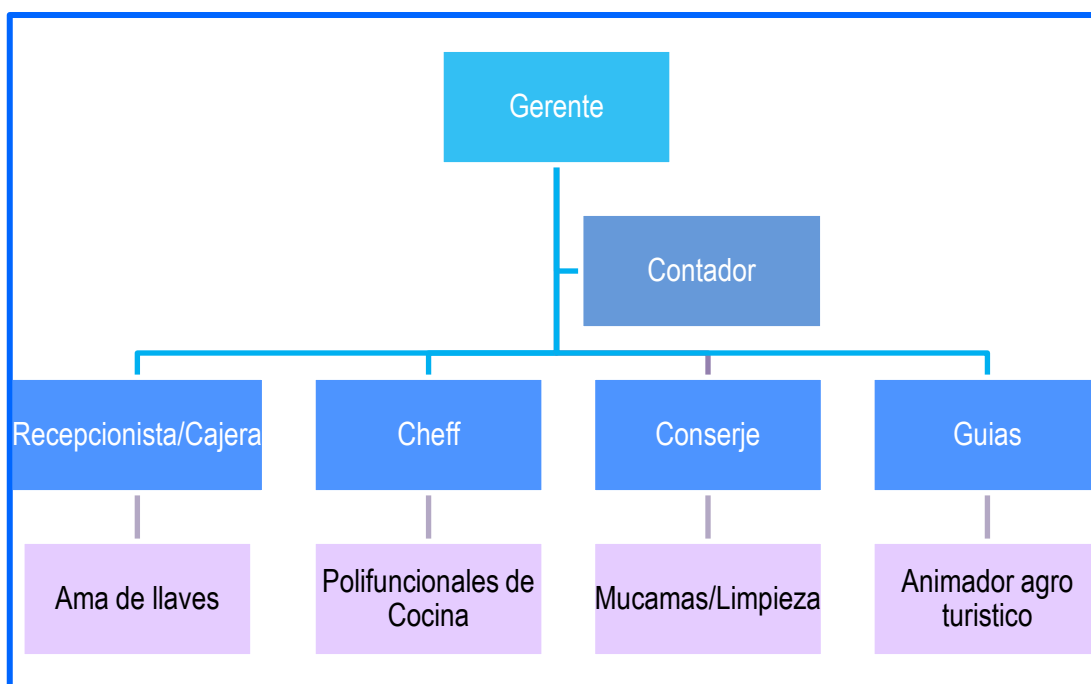 Gerente
Contador
Recepcionista/Cajera
Cheff
Conserje
Guias
Ama de llaves
Polifuncionales de
Cocina
Mucamas/Limpieza
Animador agro
turistico